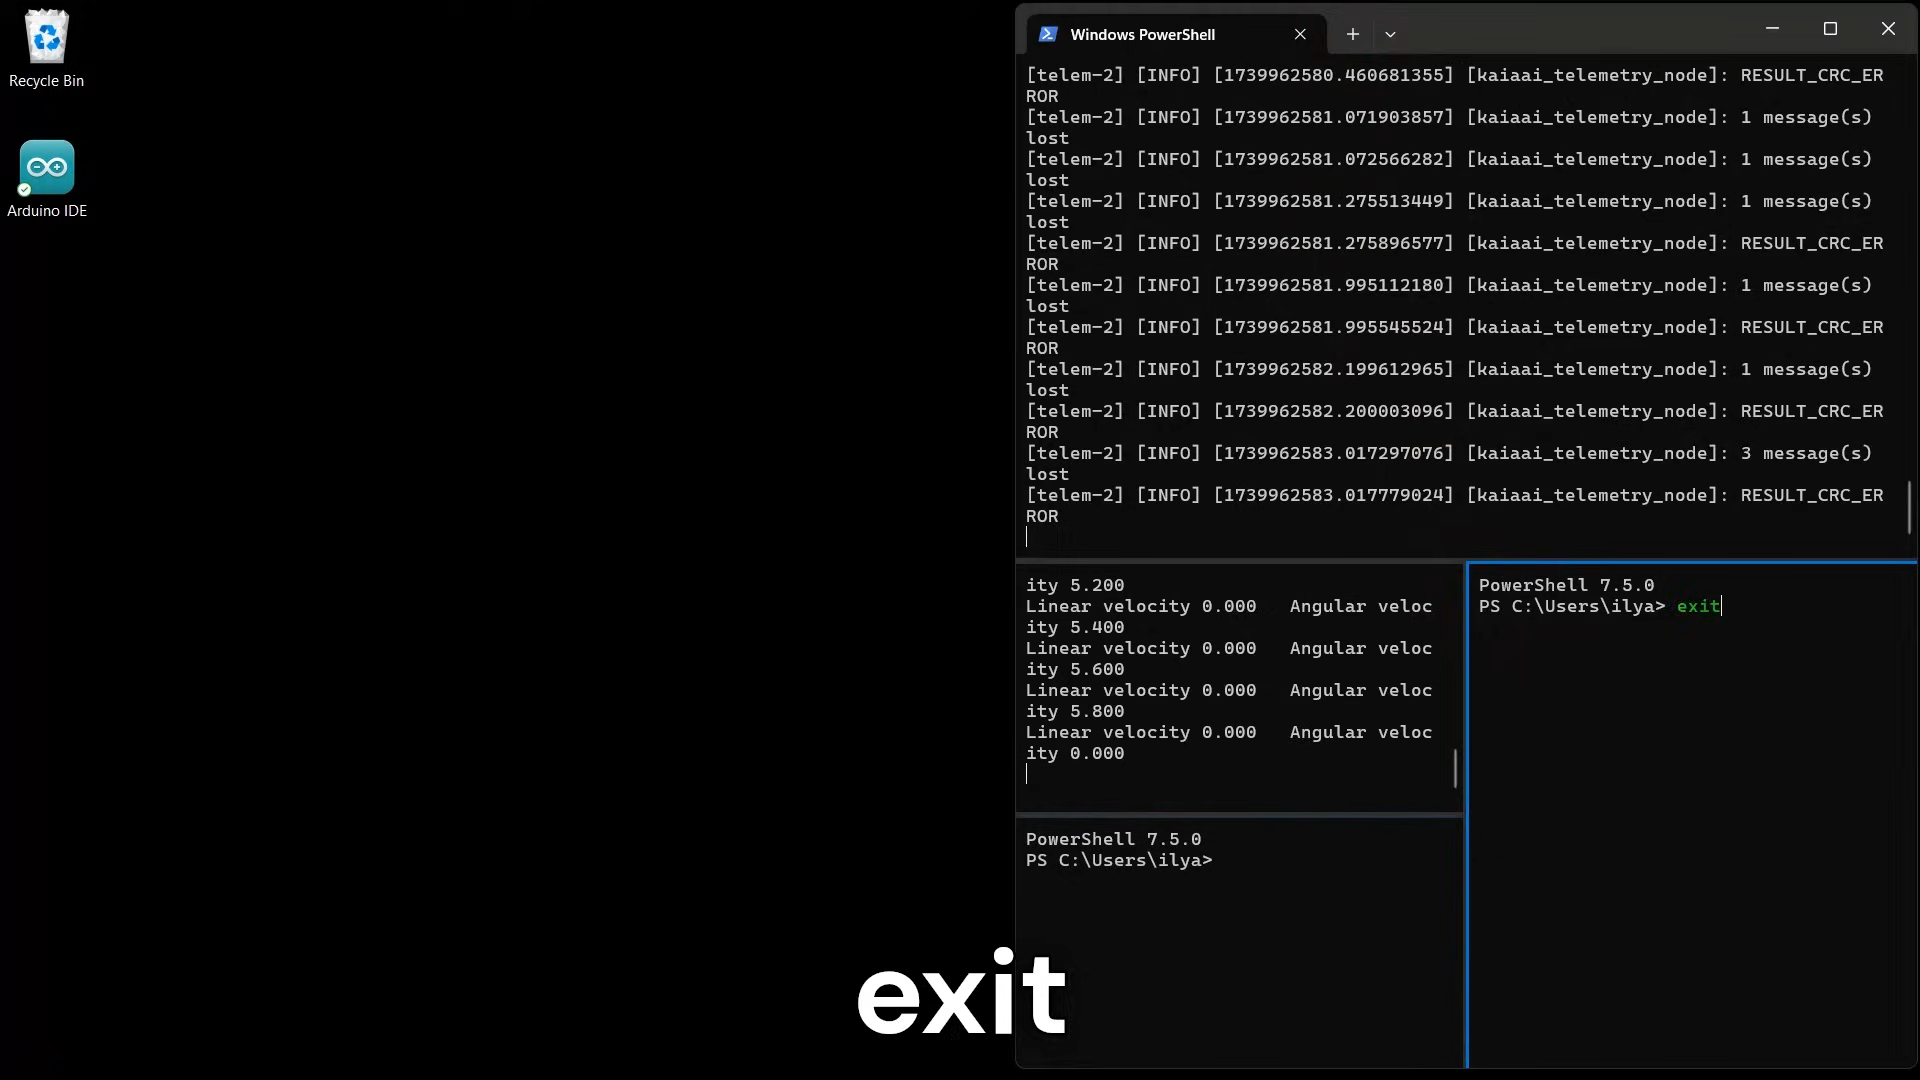 Recycle Bin
Arduino IDE
Windows PowerShell
[telem-2] [INFO] [1739962580.460681355] [kaiaai_telemetry_node]: RESULT_CRC_ER
ROR
[telem-2] [INFO] [1739962581.071903857] [kaiaai_telemetry_node]: 1 message(s)
lost
[telem-2] [INFO] [1739962581.072566282] [kaiaai_telemetry_node]: 1 message(s)
lost
[telem-2] [INFO] [1739962581.275513449] [kaiaai_telemetry_node]: 1 message(s)
lost
[telem-2] [INFO] [1739962581.275896577] [kaiaai_telemetry_node]: RESULT_CRC_ER
ROR
[telem-2] [INFO] [1739962581.995112180] [kaiaai_telemetry_node]: 1 message(s)
lost
[telem-2] [INFO] [1739962581.995545524] [kaiaai_telemetry_node]: RESULT_CRC_ER
ROR
[telem-2] [INFO] [1739962582.199612965] [kaiaai_telemetry_node]: 1 message(s)
lost
[telem-2] [INFO] [1739962582.200003096] [kaiaai_telemetry_node]: RESULT_CRC_ER
ROR
[telem-2] [INFO] [1739962583.017297076] [kaiaai_telemetry_node]: 3 message(s)
lost
[telem-2] [INFO] [1739962583.017779024] [kaiaai_telemetry_node]: RESULT_CRC_ER
ROR
ity 5.200
Linear velocity 0.000   Angular veloc
ity 5.400
Linear velocity 0.000   Angular veloc
ity 5.600
Linear velocity 0.000   Angular veloc
ity 5.800
Linear velocity 0.000   Angular veloc
ity 0.000
PowerShell 7.5.0
PS C:\Users\ilya> exit
PowerShell 7.5.0
PS C:\Users\ilya>
exit